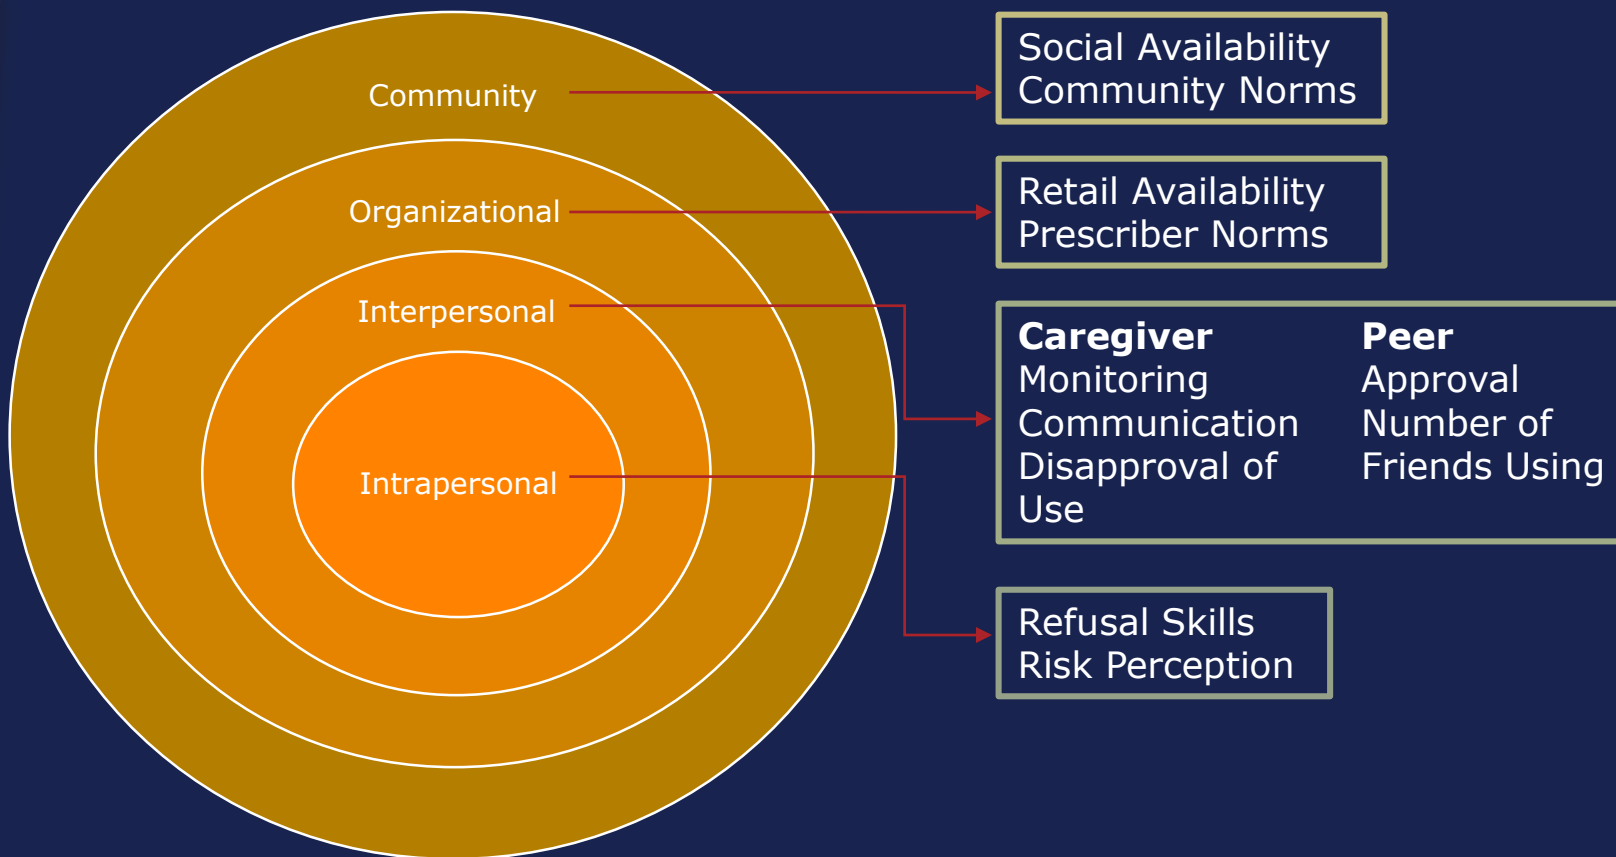 Community
Social Availability
Community Norms
Organizational
Retail Availability
Prescriber Norms
Interpersonal
Caregiver
Monitoring
Communication
Disapproval of
Use
Peer
Approval
Number of
Friends Using
Intrapersonal
Refusal Skills
Risk Perception